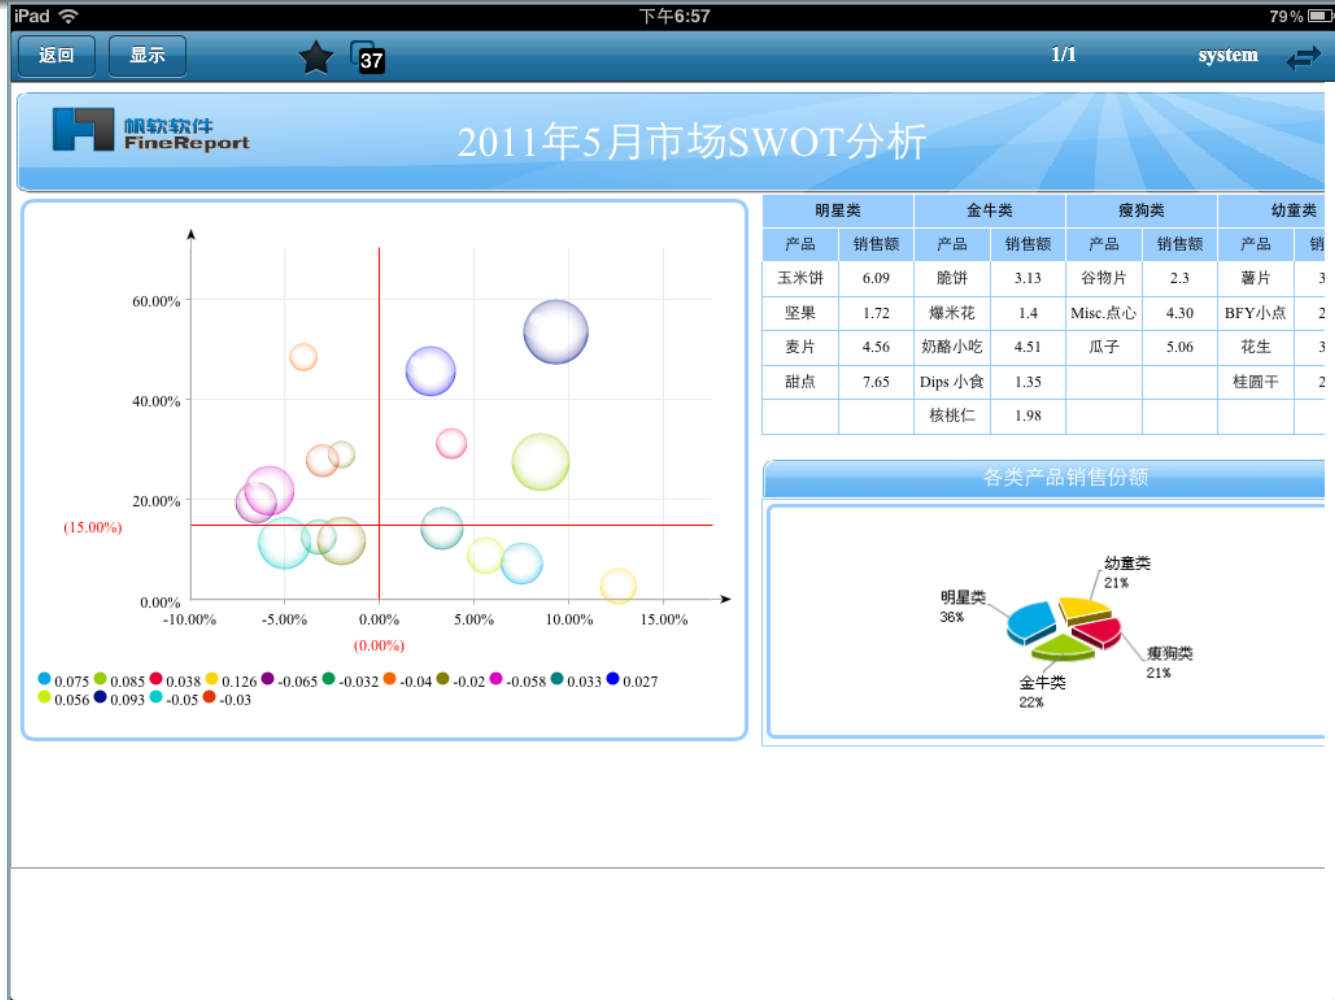 iPad 下午6:57 79%
返回 显示 37 1/1 system
帆软软件
FineReport
2011年5月市场SWOT分析
明星类 金牛类 瘦狗类 幼童类
产品 销售额 产品 销售额 产品 销售额 产品 销
玉米饼 6.09 脆饼 3.13 谷物片 2.3 薯片 3
坚果 1.72 爆米花 1.4 Misc.点心 4.30 BFY小点 2
麦片 4.56 奶酪小吃 4.51 瓜子 5.06 花生 3
甜点 7.65 Dips 小食 1.35 桂圆干 2
核桃仁 1.98
60.00%
40.00%
20.00%
(15.00%)
0.00%
-10.00% -5.00% 0.00% 5.00% 10.00% 15.00%
(0.00%)
0.075 0.085 0.038 0.126 -0.065 -0.032 -0.04 -0.02 -0.058 0.033 0.027
0.056 0.093 -0.05 -0.03
各类产品销售份额
幼童类
21%
明星类
36%
瘦狗类
21%
金牛类
22%